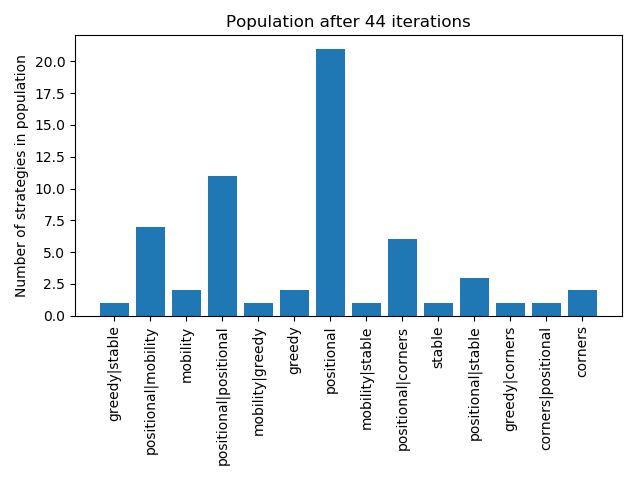 Population after 44 iterations
Number of strategies in population
20.0
17.5
15.0
12.5
10.0
7.5
5.0
2.5
0.0
greedy|stable
positional|mobility
mobility
positional|positional
mobility|greedy
greedy
positional
mobility|stable
positional|corners
stable
positional|stable
greedy|corners
corners|positional
corners